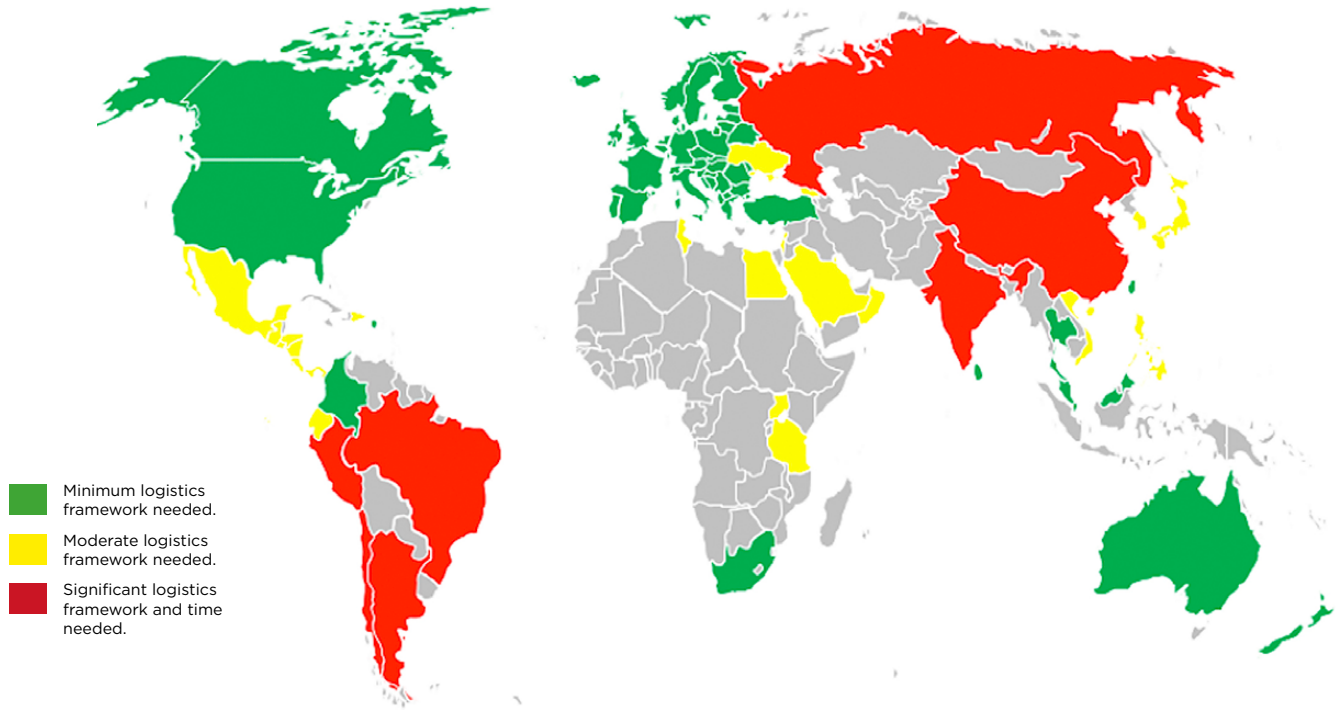 Minimum logistics
framework needed.
Moderate logistics
framework needed.
Significant logistics
framework and time
needed.